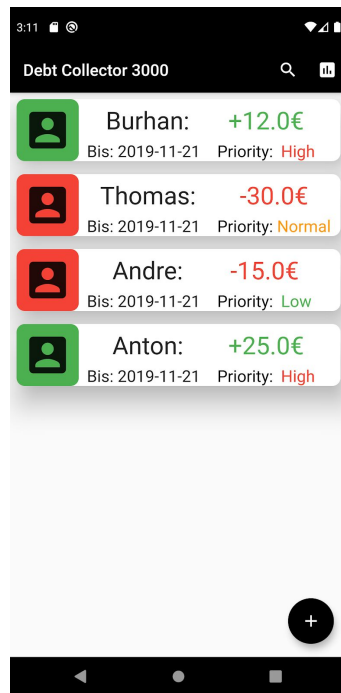 3:11
Debt Collector 3000
Burhan: +12.0€
Bis: 2019-11-21 Priority: High
Thomas: -30.0€
Bis: 2019-11-21 Priority: Normal
Andre: -15.0€
Bis: 2019-11-21 Priority: Low
Anton: +25.0€
Bis: 2019-11-21 Priority: High
+